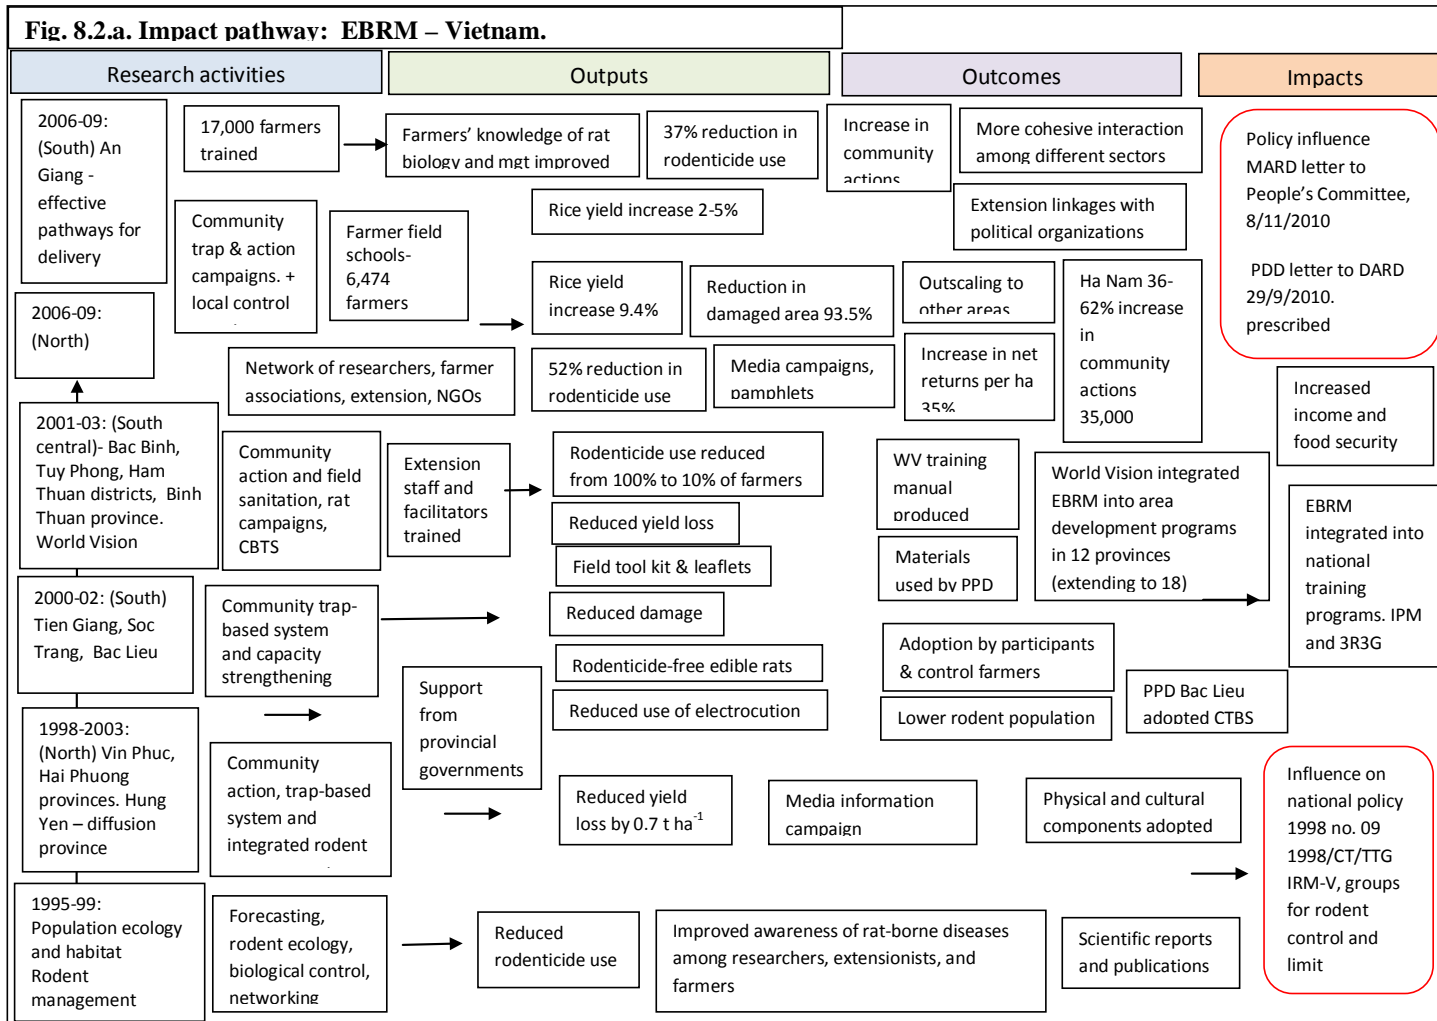 Fig. 8.2.a. Impact pathway:  EBRM – Vietnam.
Research activities
Outputs
Outcomes
Impacts
2006-09:
(South) An
Giang -
effective
pathways for
delivery
17,000 farmers
trained
Farmers' knowledge of rat
biology and mgt improved
37% reduction in
rodenticide use
Increase in
community
actions
More cohesive interaction
among different sectors
Policy influence
MARD letter to
People's Committee,
8/11/2010
PDD letter to DARD
29/9/2010.
prescribed
Community
trap & action
campaigns. +
local control
Farmer field
schools-
6,474
farmers
Rice yield increase 2-5%
Extension linkages with
political organizations
2006-09:
(North)
Rice yield
increase 9.4%
Reduction in
damaged area 93.5%
Outscaling to
other areas
Ha Nam 36-
62% increase
in
community
actions
35,000
Network of researchers, farmer
associations, extension, NGOs
52% reduction in
rodenticide use
Media campaigns,
pamphlets
Increase in net
returns per ha
35%
Increased
income and
food security
2001-03: (South
central)- Bac Binh,
Tuy Phong, Ham
Thuan districts,  Binh
Thuan province.
World Vision
Community
action and field
sanitation, rat
campaigns,
CBTS
Extension
staff and
facilitators
trained
Rodenticide use reduced
from 100% to 10% of farmers
Reduced yield loss
Field tool kit & leaflets
WV training
manual
produced
Materials
used by PPD
World Vision integrated
EBRM into area
development programs
in 12 provinces
(extending to 18)
EBRM
integrated into
national
training
programs. IPM
and 3R3G
2000-02: (South)
Tien Giang, Soc
Trang,  Bac Lieu
Community trap-
based system
and capacity
strengthening
Reduced damage
Rodenticide-free edible rats
Reduced use of electrocution
Adoption by participants
& control farmers
Lower rodent population
PPD Bac Lieu
adopted CTBS
Support
from
provincial
governments
1998-2003:
(North) Vin Phuc,
Hai Phuong
provinces. Hung
Yen – diffusion
province
Community
action, trap-based
system and
integrated rodent
Reduced yield
loss by 0.7 t ha⁻¹
Media information
campaign
Physical and cultural
components adopted
Influence on
national policy
1998 no. 09
1998/CT/TTG
IRM-V, groups
for rodent
control and
limit
1995-99:
Population ecology
and habitat
Rodent
management
Forecasting,
rodent ecology,
biological control,
networking
Reduced
rodenticide use
Improved awareness of rat-borne diseases
among researchers, extensionists, and
farmers
Scientific reports
and publications